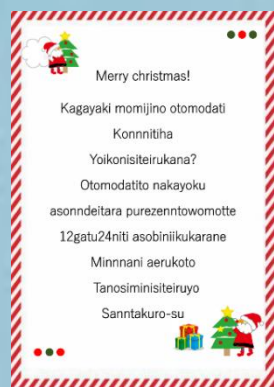 Merry christmas!
Kagayaki momijino otomodati
Konnnitiha
Yoikonisiteirukana?
Otomodatito nakayoku
asonndeitara purezenntowomotte
12gatu24niti asobiniikukarane
Minnnani aerukoto
Tanosiminisiteiruyo
Sanntakuro-su